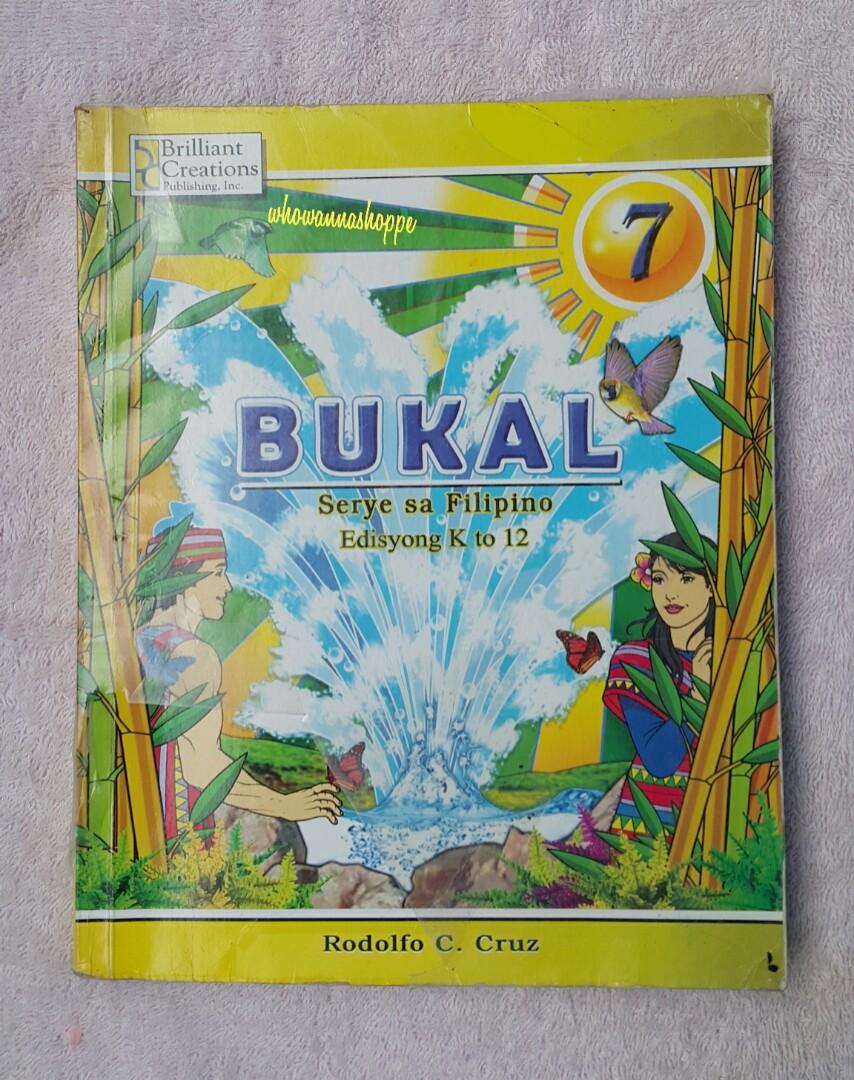 Brilliant
Creations
Publishing, Inc.
whowannashoppe
7
BUKAL
Serye sa Filipino
Edisyong K to 12
Rodolfo C. Cruz
b